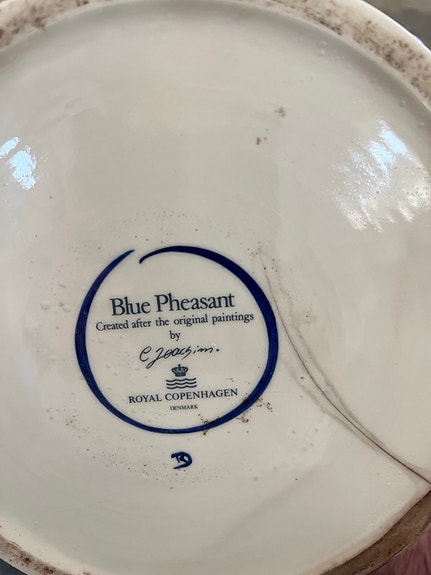 Blue Pheasant
Created after the original paintings
by
C Joachim.
ROYAL COPENHAGEN
DENMARK